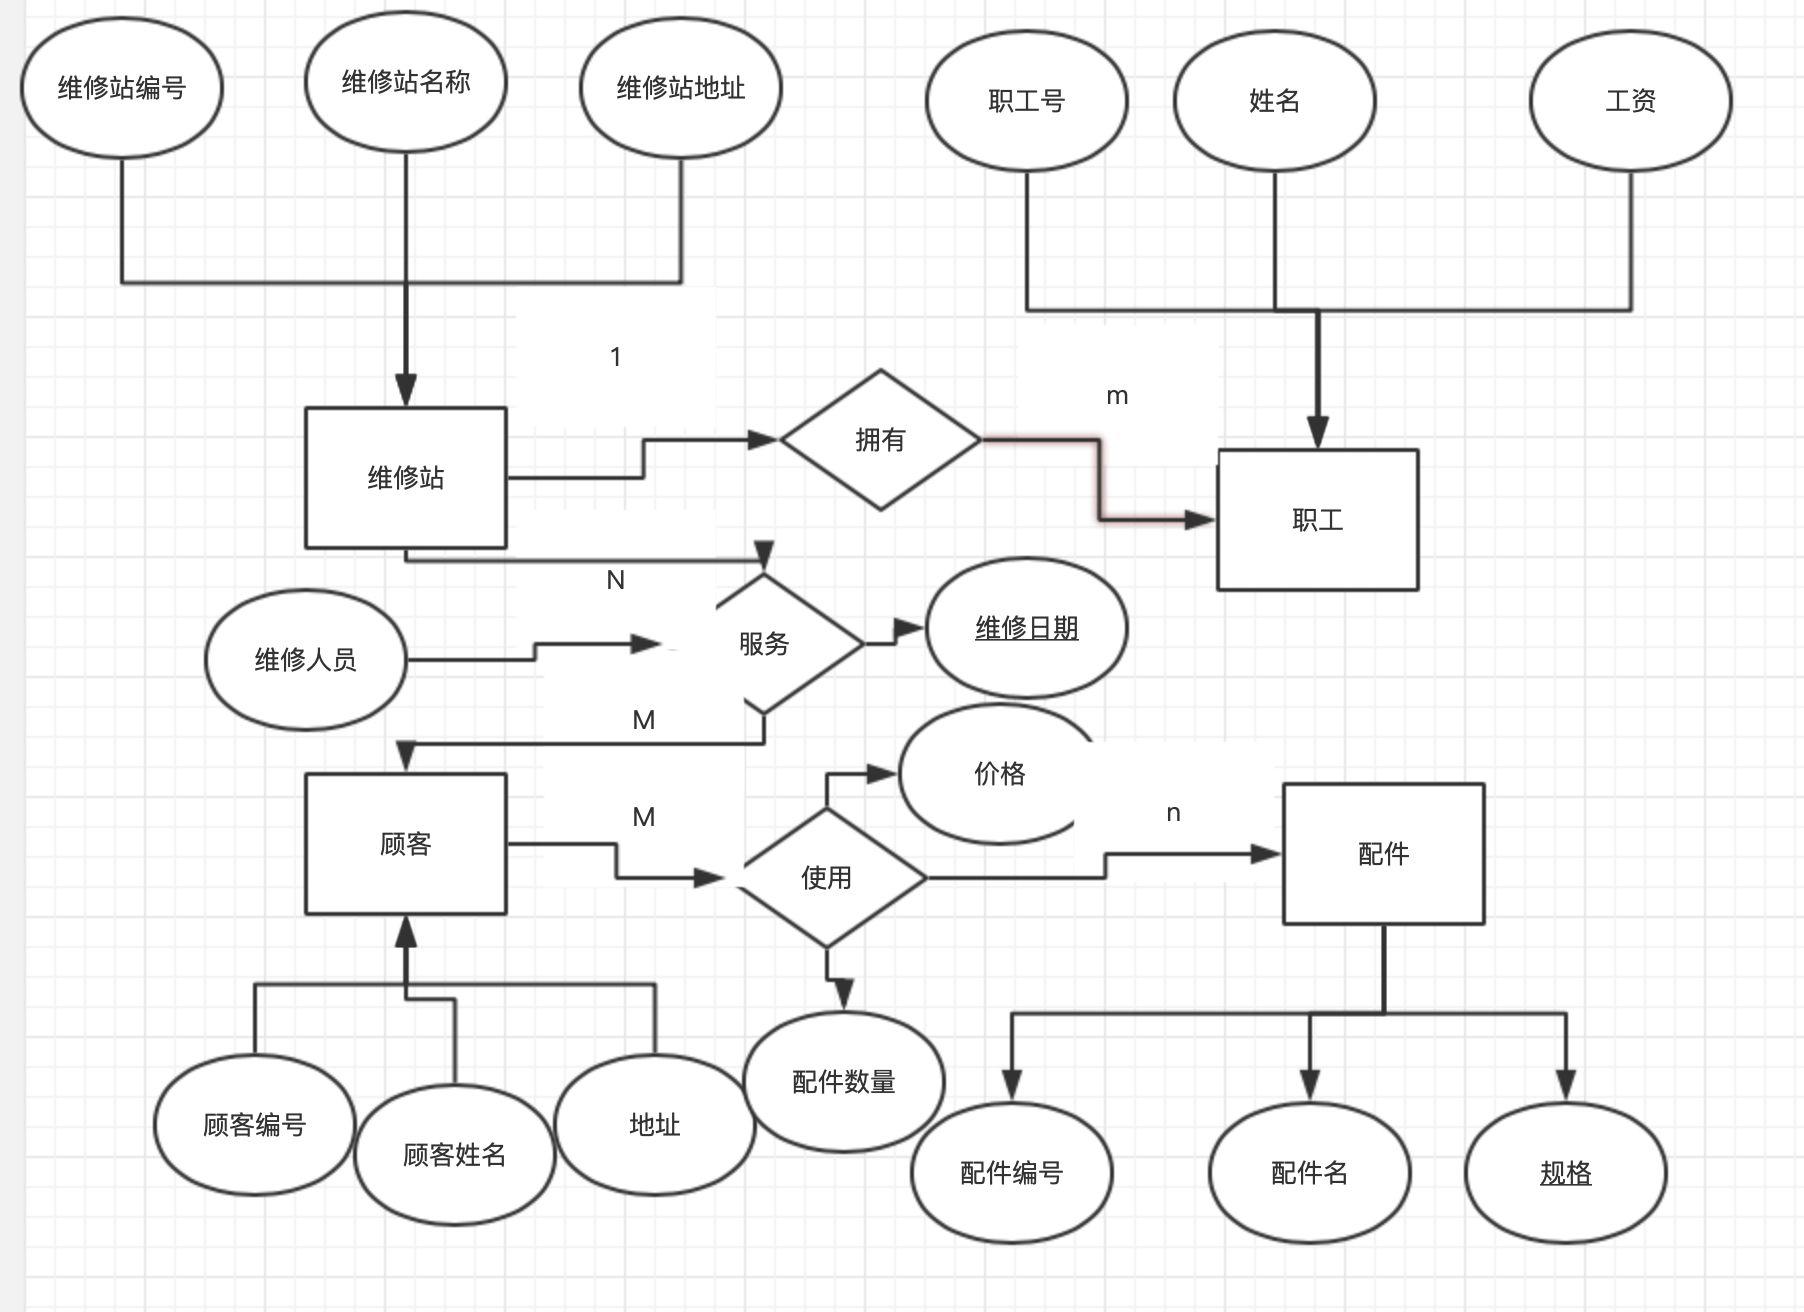 维修站编号
维修站名称
维修站地址
职工号
姓名
工资
1
m
维修站
拥有
职工
N
维修人员
服务
维修日期
M
价格
顾客
M
使用
n
配件
顾客编号
顾客姓名
地址
配件数量
配件编号
配件名
规格